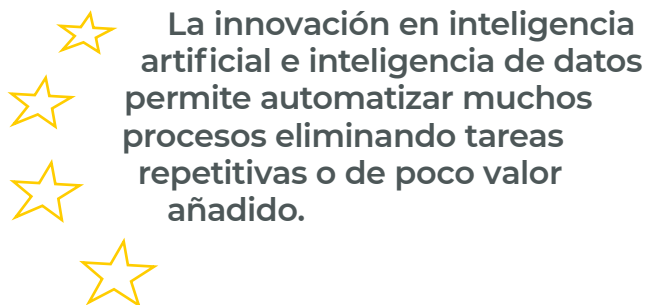 La innovación en inteligencia
artificial e inteligencia de datos
permite automatizar muchos
procesos eliminando tareas
repetitivas o de poco valor
añadido.